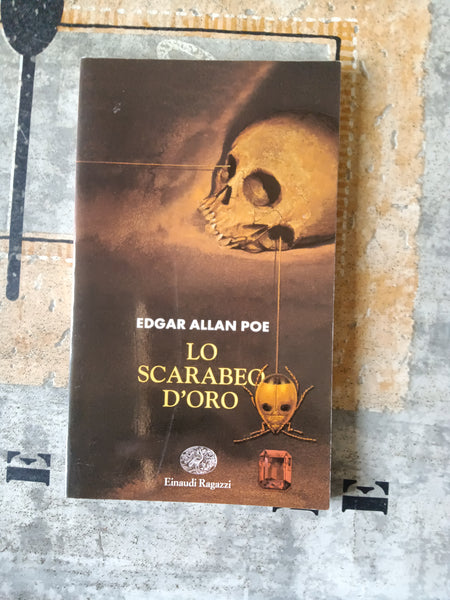 EDGAR ALLAN POE
LO
SCARABEO
D'ORO
Einaudi Ragazzi